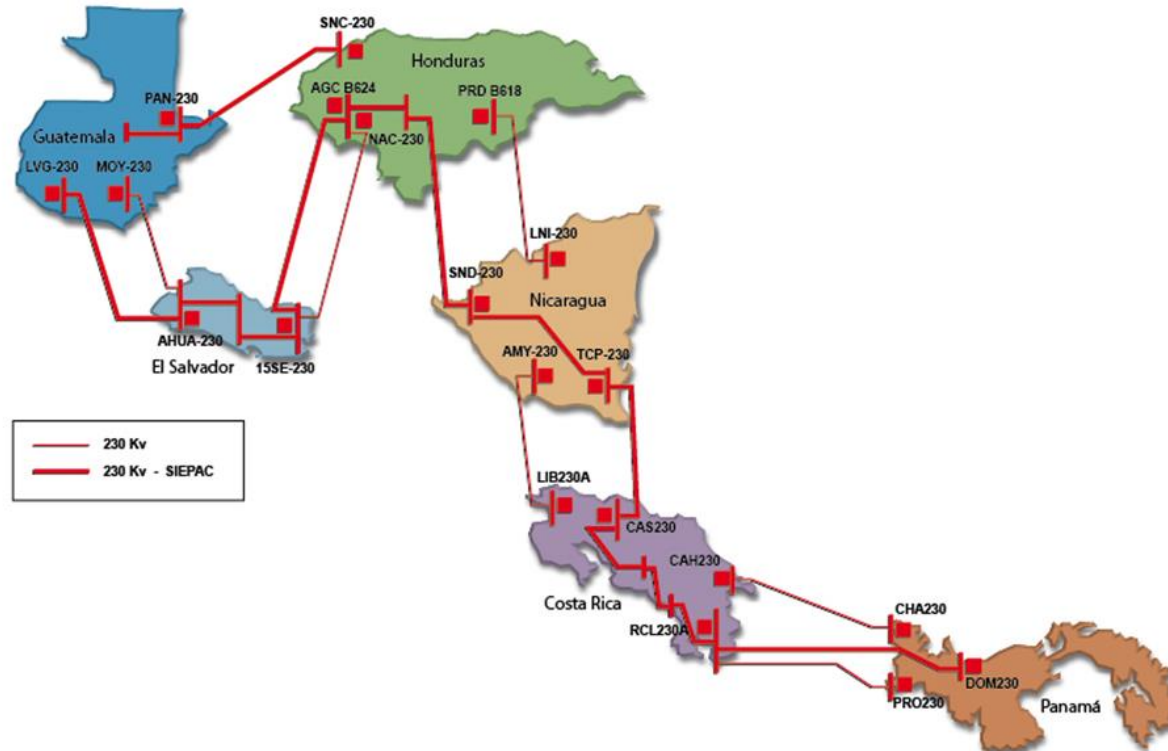 SNC-230
Honduras
AGC B624
PRD B618
PAN-230
NAC-230
Guatemala
LVG-230
MOY-230
LNI-230
SND-230
Nicaragua
AHUA-230
El Salvador
15SE-230
AMY-230
TCP-230
230 Kv
230 Kv - SIEPAC
LIB230A
CAS230
CAH230
Costa Rica
RCL230A
CHA230
DOM230
PRO230
Panamá